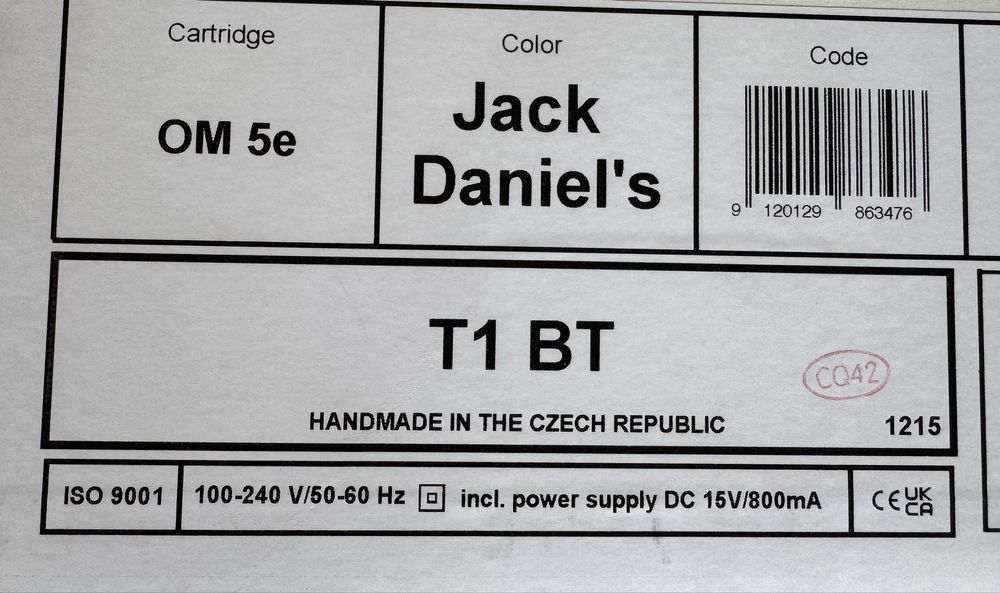 Cartridge
OM 5e
Color
Jack
Daniel's
Code
9 120129 863476
T1 BT
CQ42
HANDMADE IN THE CZECH REPUBLIC
1215
ISO 9001
100-240 V/50-60 Hz incl. power supply DC 15V/800mA
CE UK
CA